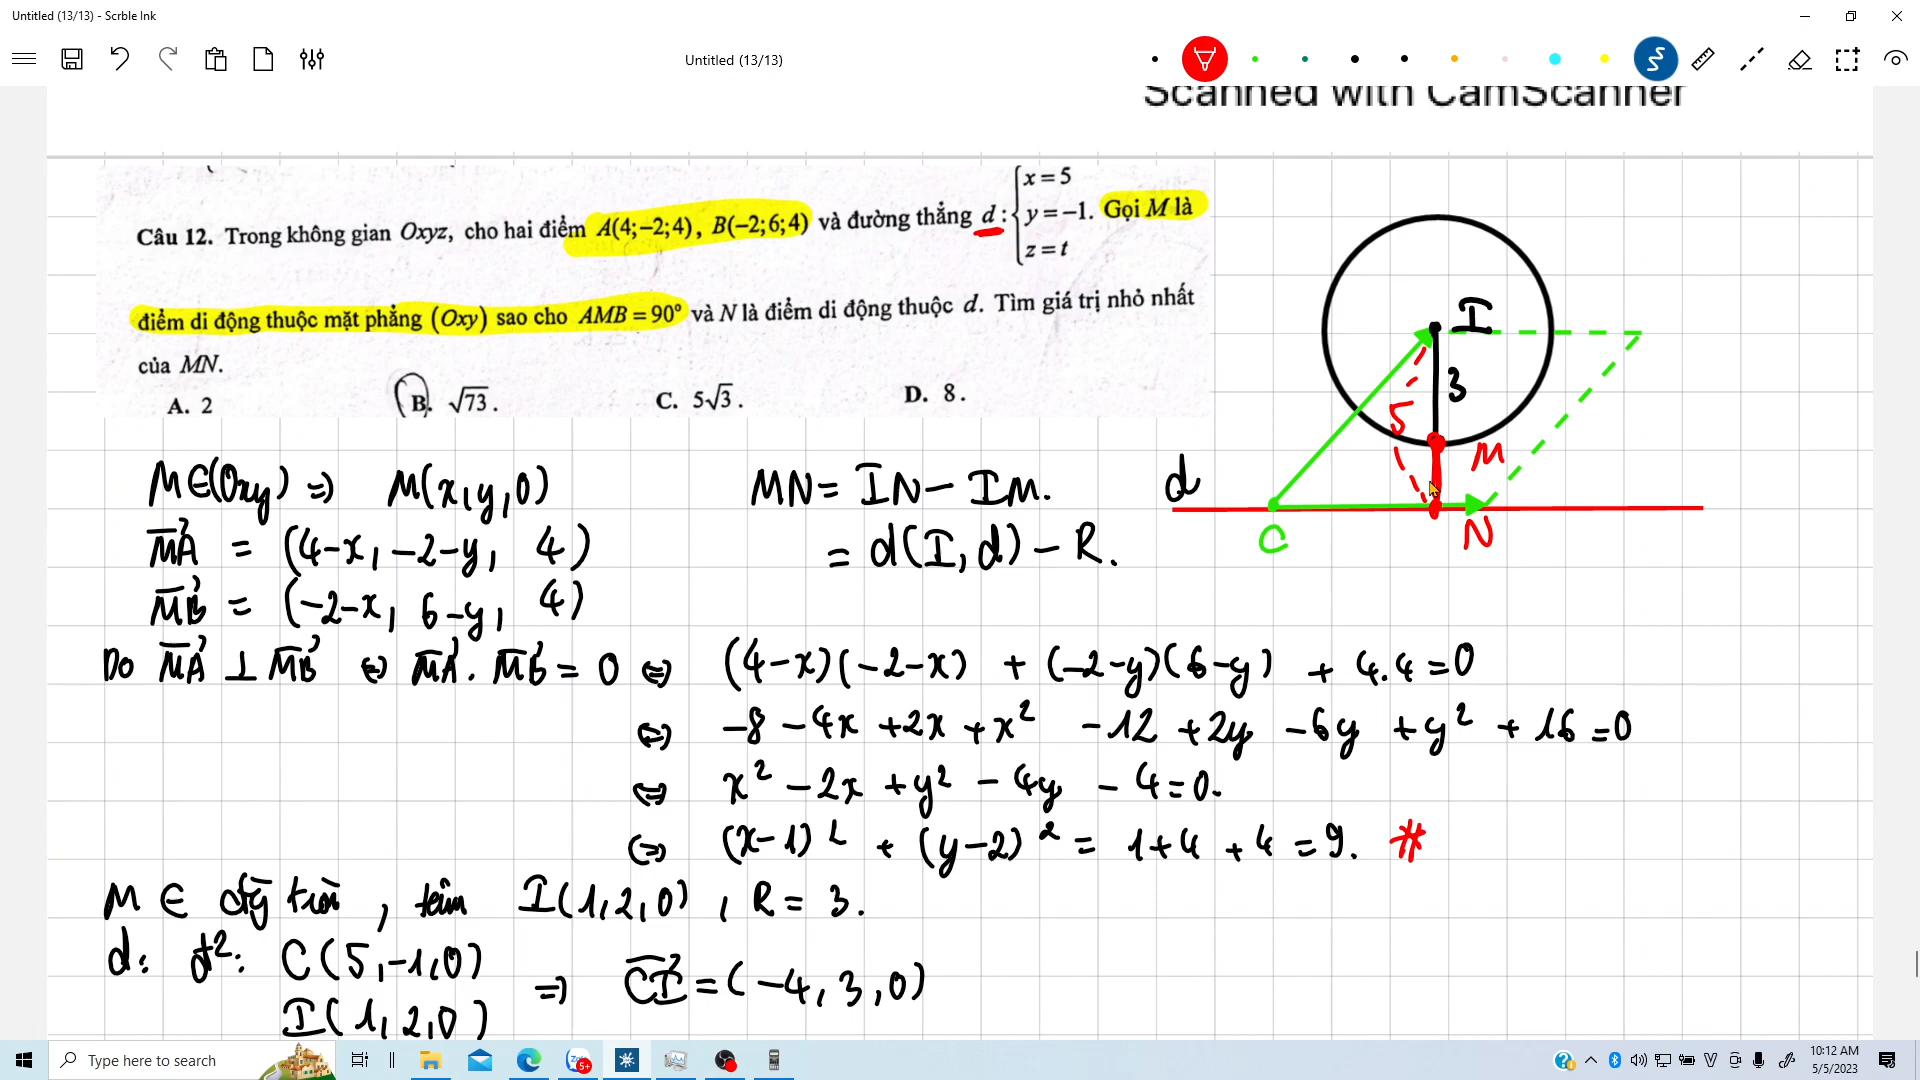 Untitled (13/13) - Scrble Ink
Untitled (13/13)
Scanned with CamScanner
Câu 12. Trong không gian Oxyz, cho hai điểm A(4;−2;4), B(−2;6;4) và đường thẳng d: { x = 5
y = −1. Gọi M là
z = t
điểm di động thuộc mặt phẳng (Oxy) sao cho AMB = 90° và N là điểm di động thuộc d. Tìm giá trị nhỏ nhất
của MN.
A. 2 B. √73. C. 5√3. D. 8.
I
3
5
M
d
C
N
M∈(Oxy) ⇒ M(x,y,0)
MN = IN − IM.
MA = (4−x, −2−y, 4)
= d(I,d) − R.
MB = (−2−x, 6−y, 4)
Do MA ⊥ MB ⇔ MA . MB = 0 ⇔ (4−x)(−2−x) + (−2−y)(6−y) + 4.4 = 0
⇔ −8 −4x +2x +x² −12 +2y −6y +y² + 16 = 0
⇔ x² −2x +y² −4y −4 = 0.
⇔ (x−1)² + (y−2)² = 1+4+4 = 9. *
M ∈ đg tròn, tâm I(1,2,0), R = 3.
d: đ²: C(5,−1,0)
I(1,2,0)
⇒ CI = (−4,3,0)
Type here to search
10:12 AM
5/5/2023